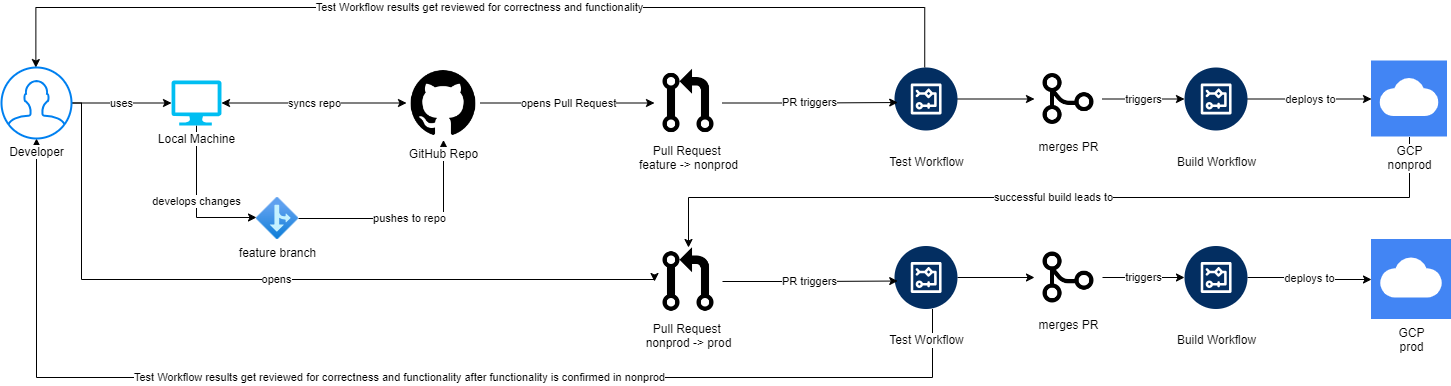 Test Workflow results get reviewed for correctness and functionality
uses
syncs repo
opens Pull Request
PR triggers
triggers
deploys to
Developer
Local Machine
GitHub Repo
Pull Request
feature -> nonprod
Test Workflow
merges PR
Build Workflow
GCP
nonprod
develops changes
successful build leads to
pushes to repo
feature branch
opens
PR triggers
triggers
deploys to
Pull Request
nonprod -> prod
Test Workflow
merges PR
Build Workflow
GCP
prod
Test Workflow results get reviewed for correctness and functionality after functionality is confirmed in nonprod